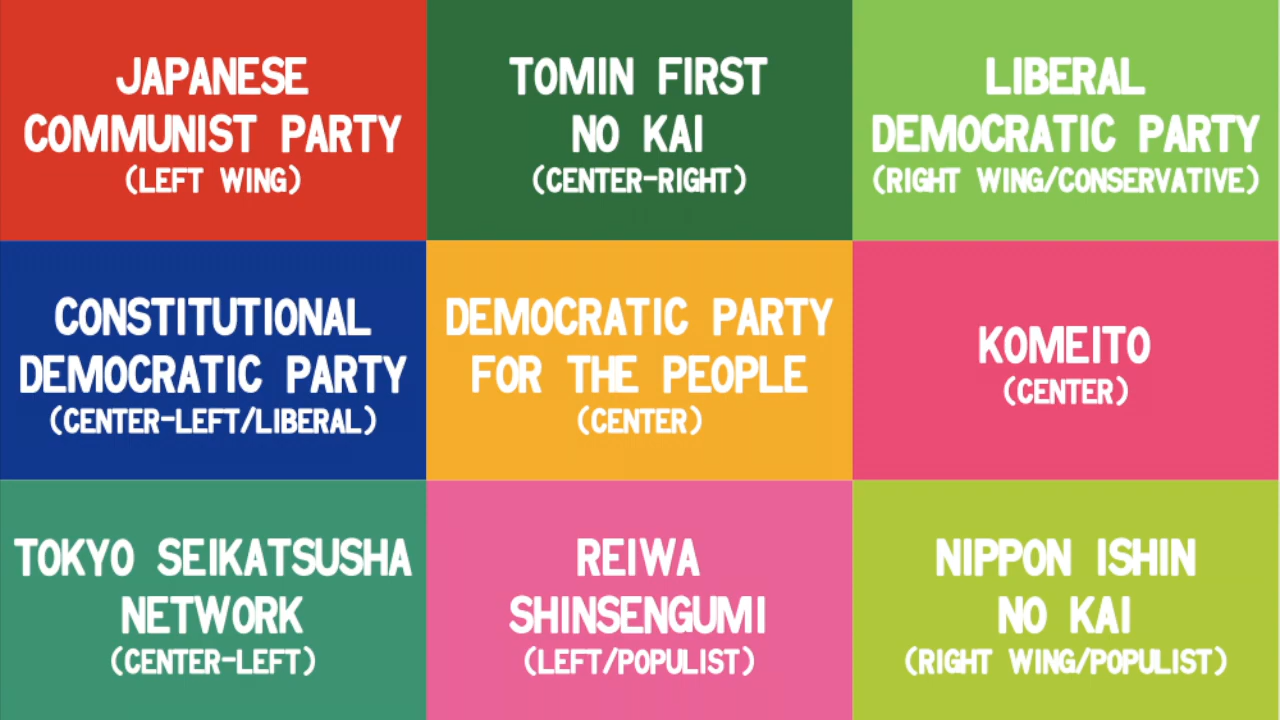 JAPANESE
COMMUNIST PARTY
(LEFT WING)
TOMIN FIRST
NO KAI
(CENTER-RIGHT)
LIBERAL
DEMOCRATIC PARTY
(RIGHT WING/CONSERVATIVE)
CONSTITUTIONAL
DEMOCRATIC PARTY
(CENTER-LEFT/LIBERAL)
DEMOCRATIC PARTY
FOR THE PEOPLE
(CENTER)
KOMEITO
(CENTER)
TOKYO SEIKATSUSHA
NETWORK
(CENTER-LEFT)
REIWA
SHINSENGUMI
(LEFT/POPULIST)
NIPPON ISHIN
NO KAI
(RIGHT WING/POPULIST)